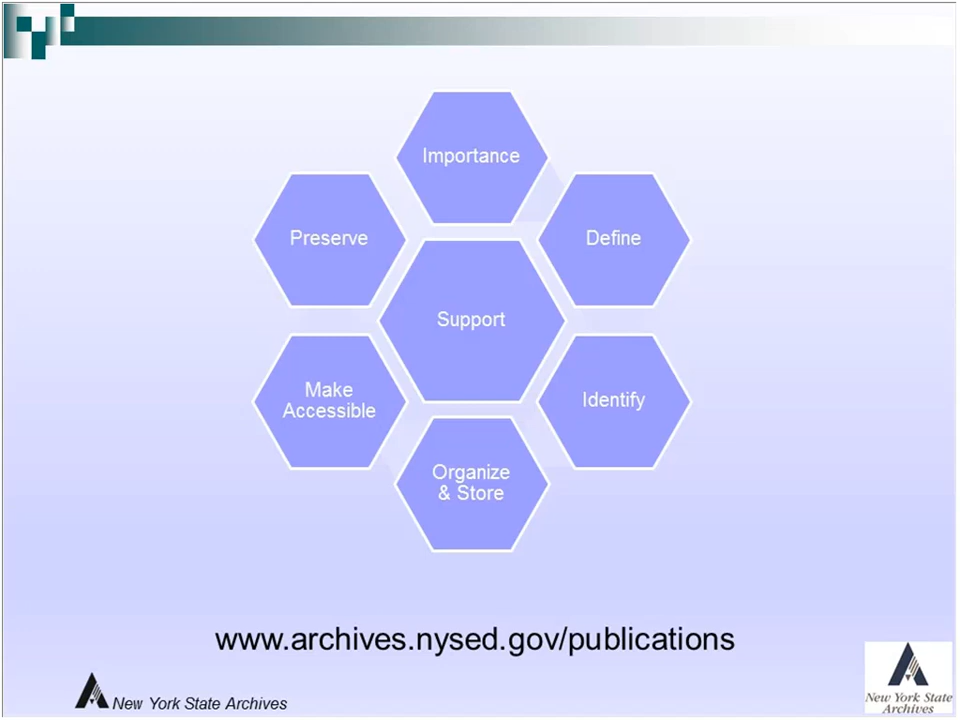 Importance
Preserve
Define
Support
Make
Accessible
Identify
Organize
& Store
www.archives.nysed.gov/publications
New York State Archives
New York State
Archives